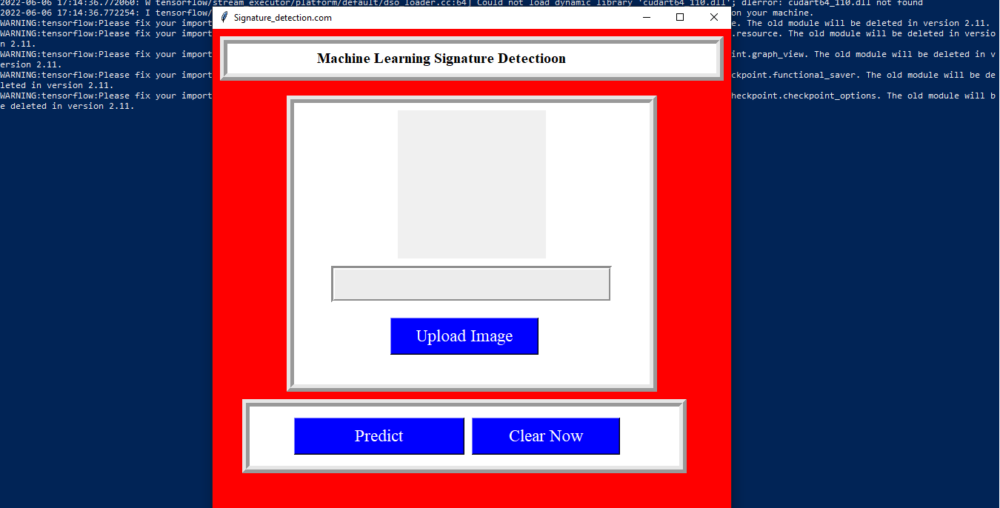 2022-06-06 17:14:36.772060: W tensorflow/stream_executor/platform/default/dso_loader.cc:64] Could not load dynamic library 'cudart64_110.dll'; dlerror: cudart64_110.dll not found
2022-06-06 17:14:36.772254: I tensorflow/ on your machine.
WARNING:tensorflow:Please fix your import e. The old module will be deleted in version 2.11.
WARNING:tensorflow:Please fix your import .resource. The old module will be deleted in versio
n 2.11.
WARNING:tensorflow:Please fix your import int.graph_view. The old module will be deleted in v
ersion 2.11.
WARNING:tensorflow:Please fix your import ckpoint.functional_saver. The old module will be de
leted in version 2.11.
WARNING:tensorflow:Please fix your import heckpoint.checkpoint_options. The old module will b
e deleted in version 2.11.
Signature_detection.com
Machine Learning Signature Detectioon
Upload Image
Predict
Clear Now